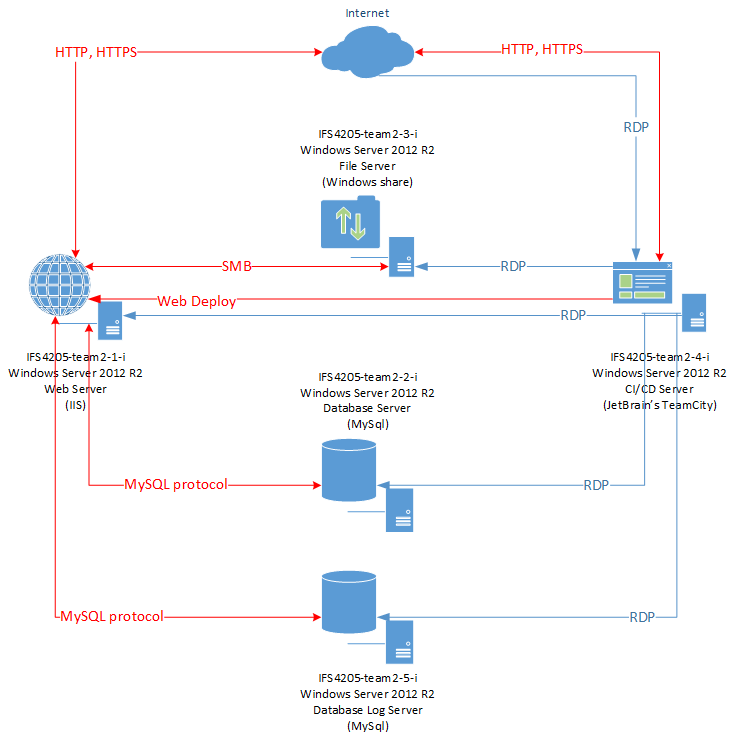 Internet
HTTP, HTTPS
HTTP, HTTPS
RDP
IFS4205-team2-3-i
Windows Server 2012 R2
File Server
(Windows share)
SMB
RDP
Web Deploy
RDP
IFS4205-team2-1-i
Windows Server 2012 R2
Web Server
(IIS)
IFS4205-team2-4-i
Windows Server 2012 R2
CI/CD Server
(JetBrain's TeamCity)
IFS4205-team2-2-i
Windows Server 2012 R2
Database Server
(MySql)
MySQL protocol
RDP
MySQL protocol
RDP
IFS4205-team2-5-i
Windows Server 2012 R2
Database Log Server
(MySql)